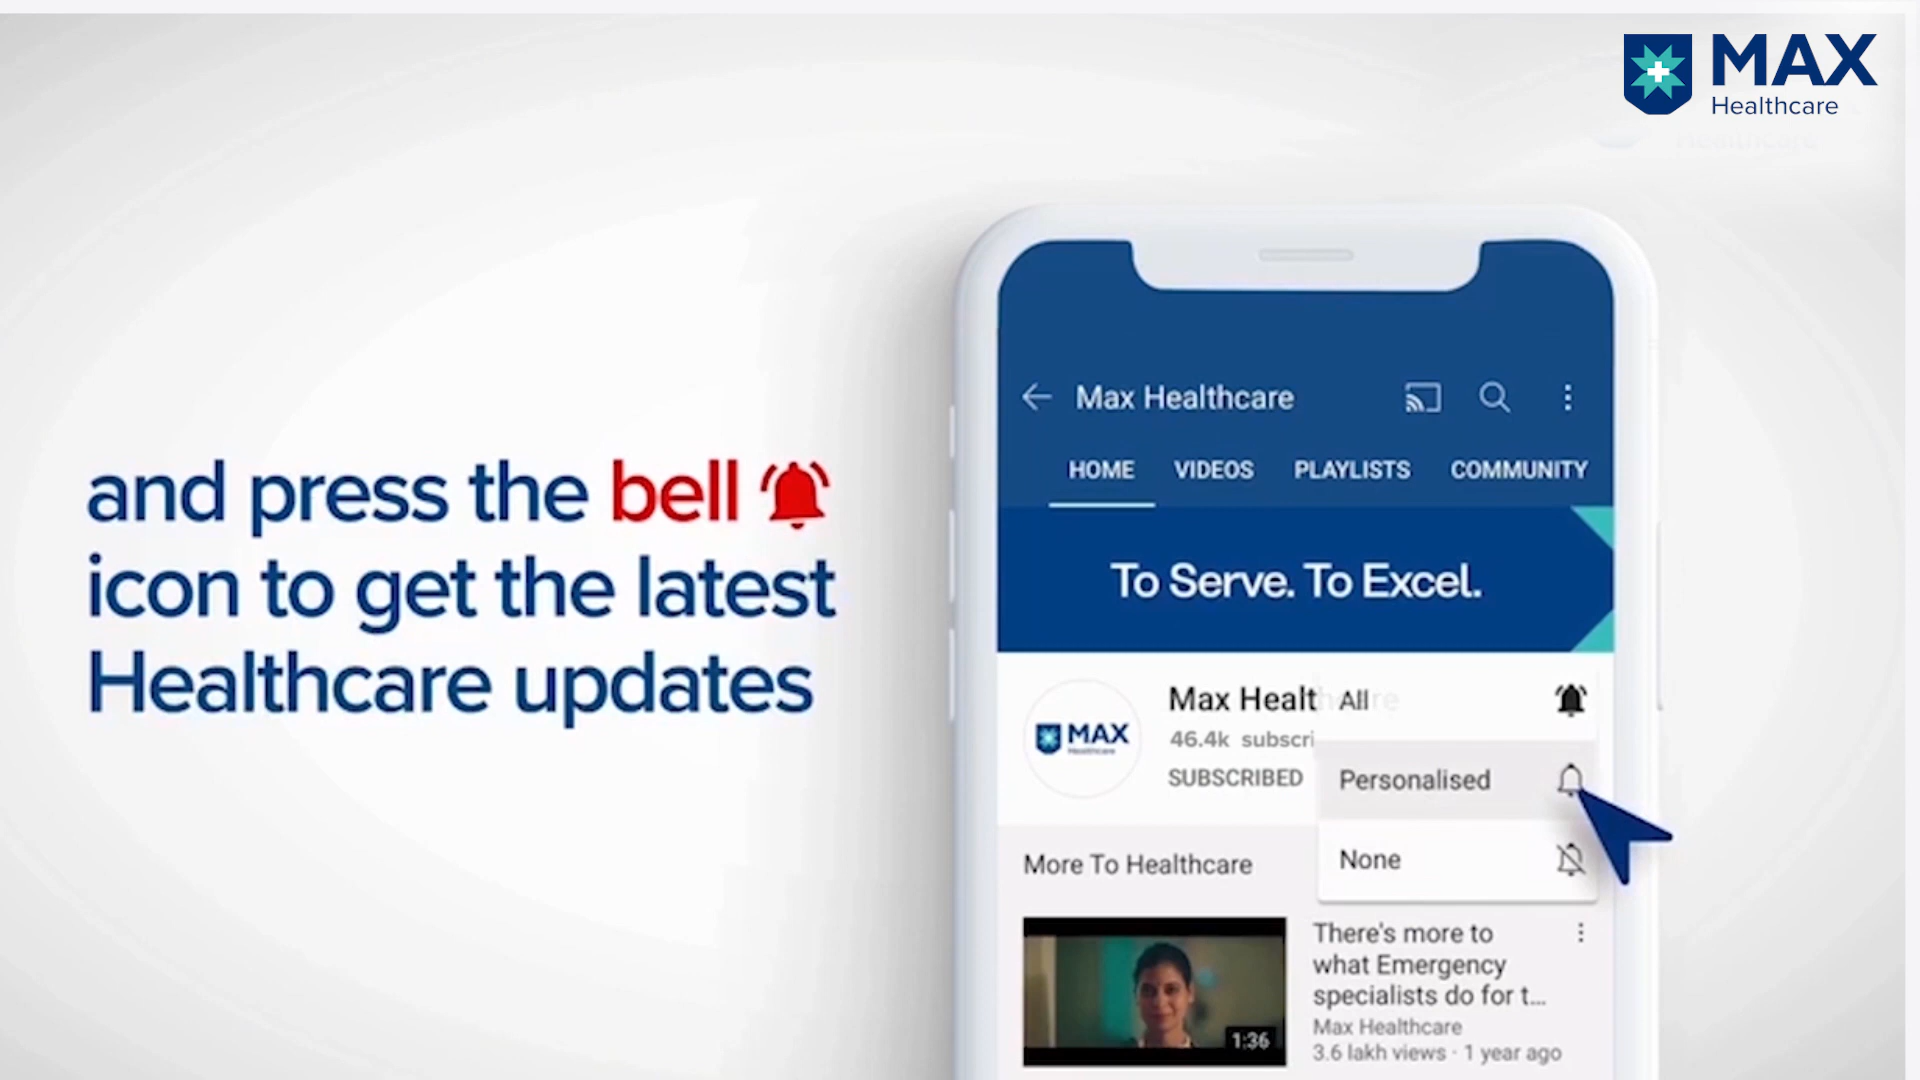 MAX
Healthcare
and press the bell
icon to get the latest
Healthcare updates
Max Healthcare
HOME VIDEOS PLAYLISTS COMMUNITY
To Serve. To Excel.
MAX
Healthcare
Max Healthcare
46.4k subscri
SUBSCRIBED
All
Personalised
None
More To Healthcare
There's more to
what Emergency
specialists do for t...
Max Healthcare
3.6 lakh views · 1 year ago
1:36